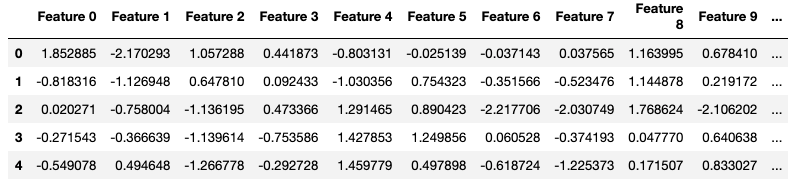 Feature 0 Feature 1 Feature 2 Feature 3 Feature 4 Feature 5 Feature 6 Feature 7 Feature 8 Feature 9 ...
0 1.852885 -2.170293 1.057288 0.441873 -0.803131 -0.025139 -0.037143 0.037565 1.163995 0.678410 ...
1 -0.818316 -1.126948 0.647810 0.092433 -1.030356 0.754323 -0.351566 -0.523476 1.144878 0.219172 ...
2 0.020271 -0.758004 -1.136195 0.473366 1.291465 0.890423 -2.217706 -2.030749 1.768624 -2.106202 ...
3 -0.271543 -0.366639 -1.139614 -0.753586 1.427853 1.249856 0.060528 -0.374193 0.047770 0.640638 ...
4 -0.549078 0.494648 -1.266778 -0.292728 1.459779 0.497898 -0.618724 -1.225373 0.171507 0.833027 ...